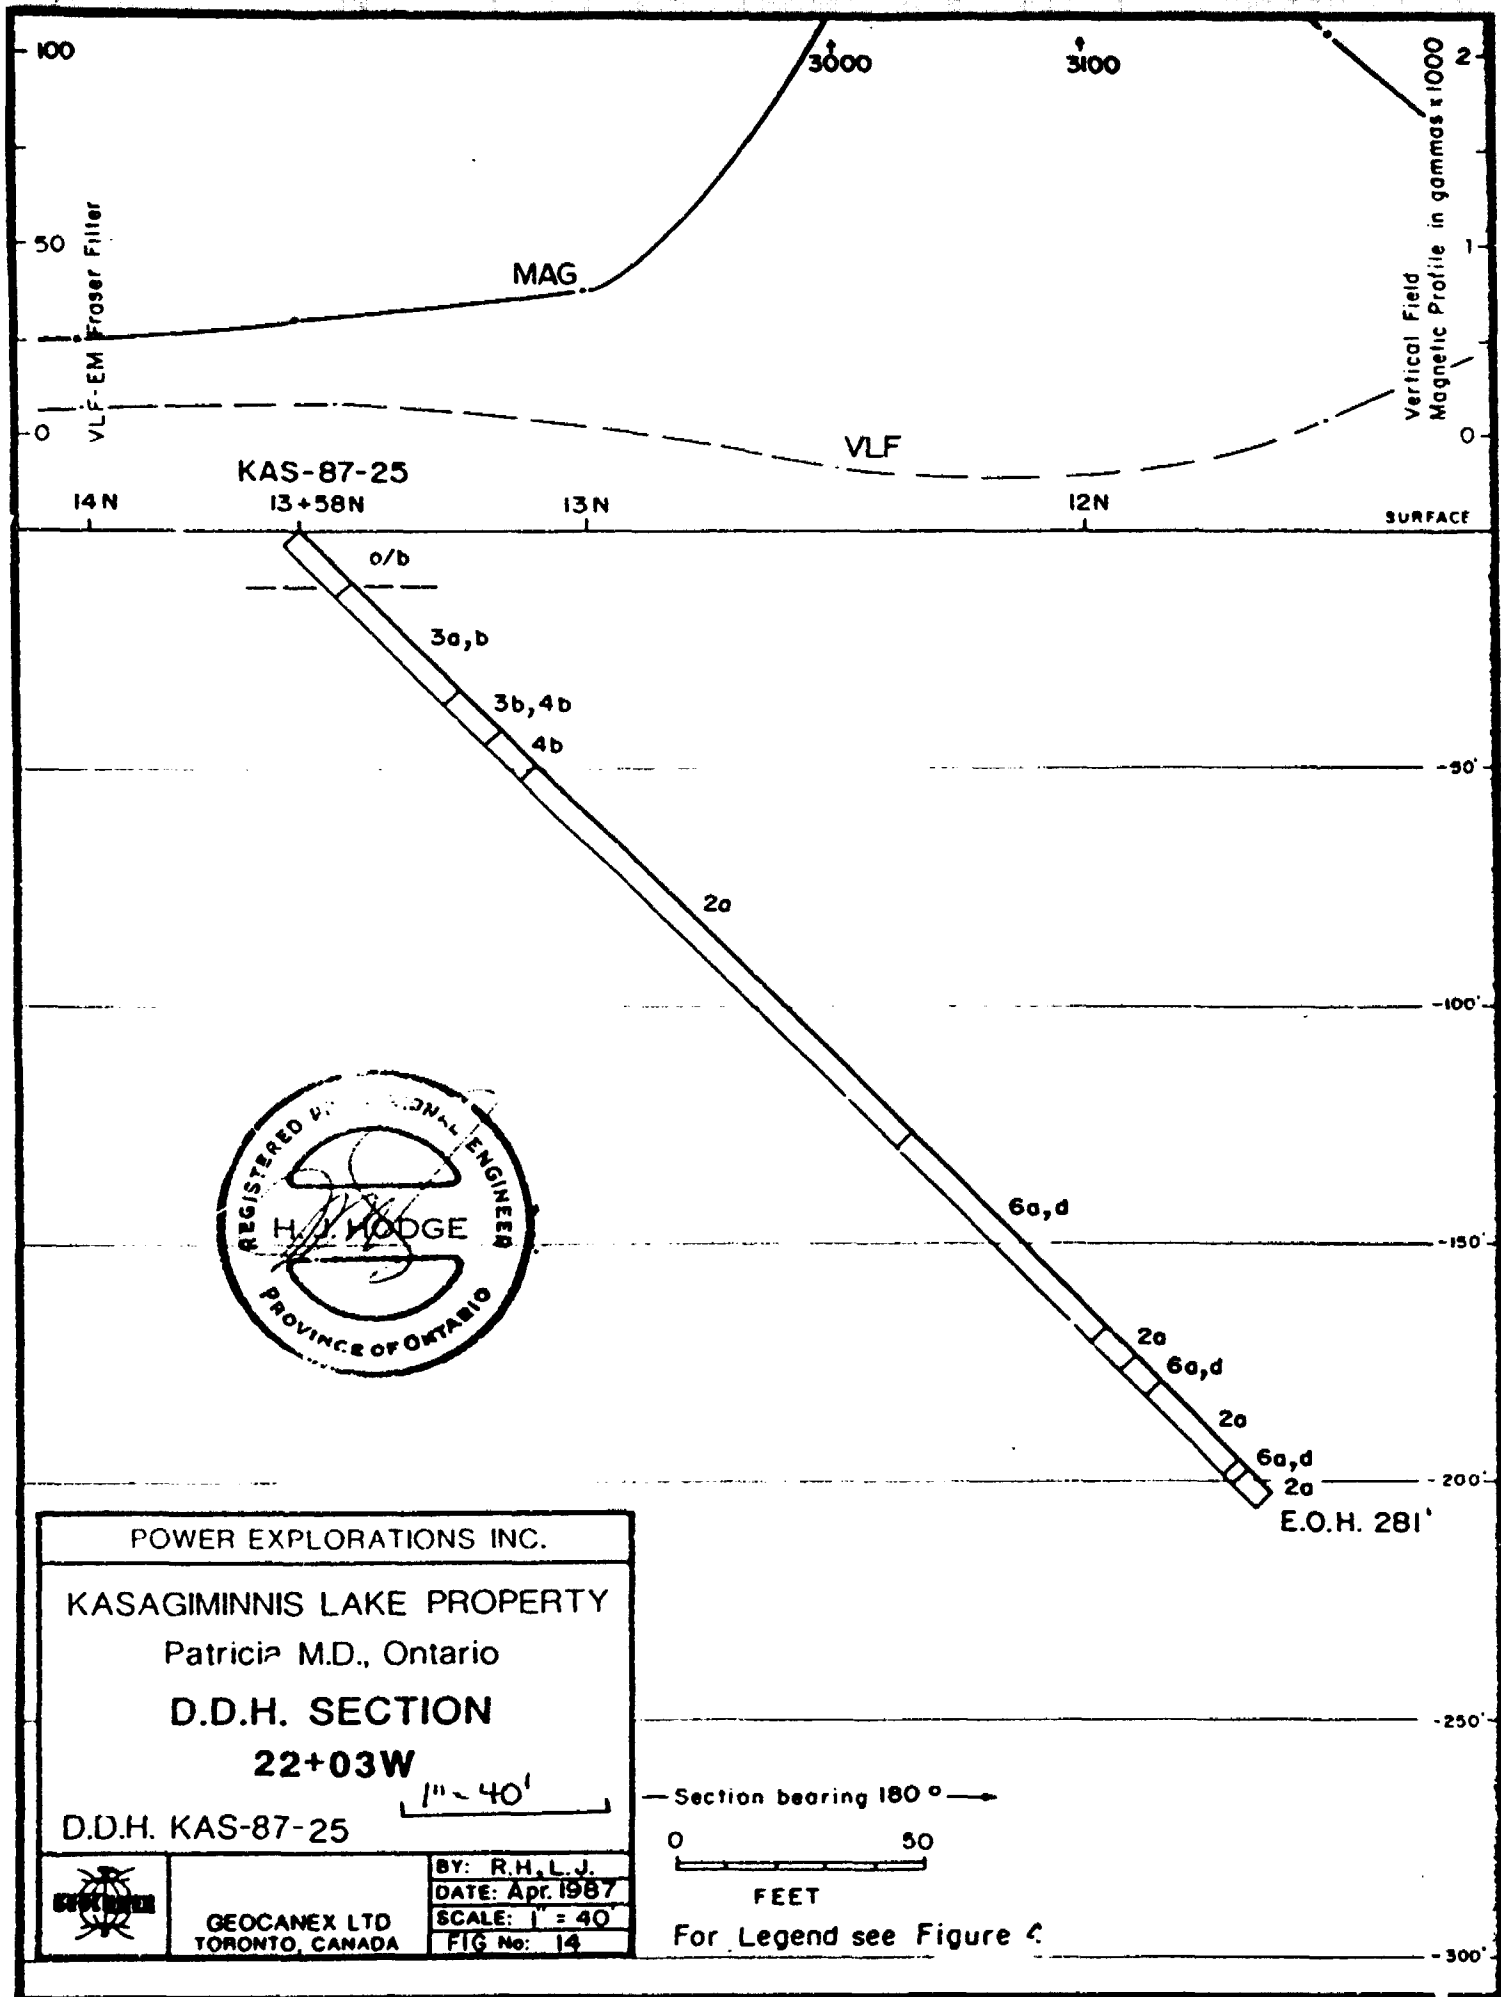 100
3000
3100
2
50
1
0
0
VLF-EM Fraser Filter
Vertical Field
Magnetic Profile in gammas x 1000
MAG
VLF
KAS-87-25
14N
13+58N
13N
12N
SURFACE
o/b
3a,b
3b,4b
4b
-50'
2a
-100'
6a,d
-150'
2a
6a,d
2a
6a,d
2a
-200'
E.O.H. 281'
REGISTERED ENGINEER
H. J. HODGE
PROVINCE OF ONTARIO
POWER EXPLORATIONS INC.
KASAGIMINNIS LAKE PROPERTY
Patricia M.D., Ontario
D.D.H. SECTION
22+03W
1" ~ 40'
D.D.H. KAS-87-25
GEOCANEX LTD
TORONTO, CANADA
BY: R.H., L.J.
DATE: Apr. 1987
SCALE: 1" = 40'
FIG No: 14
-250'
Section bearing 180°
0 50
FEET
For Legend see Figure
-300'